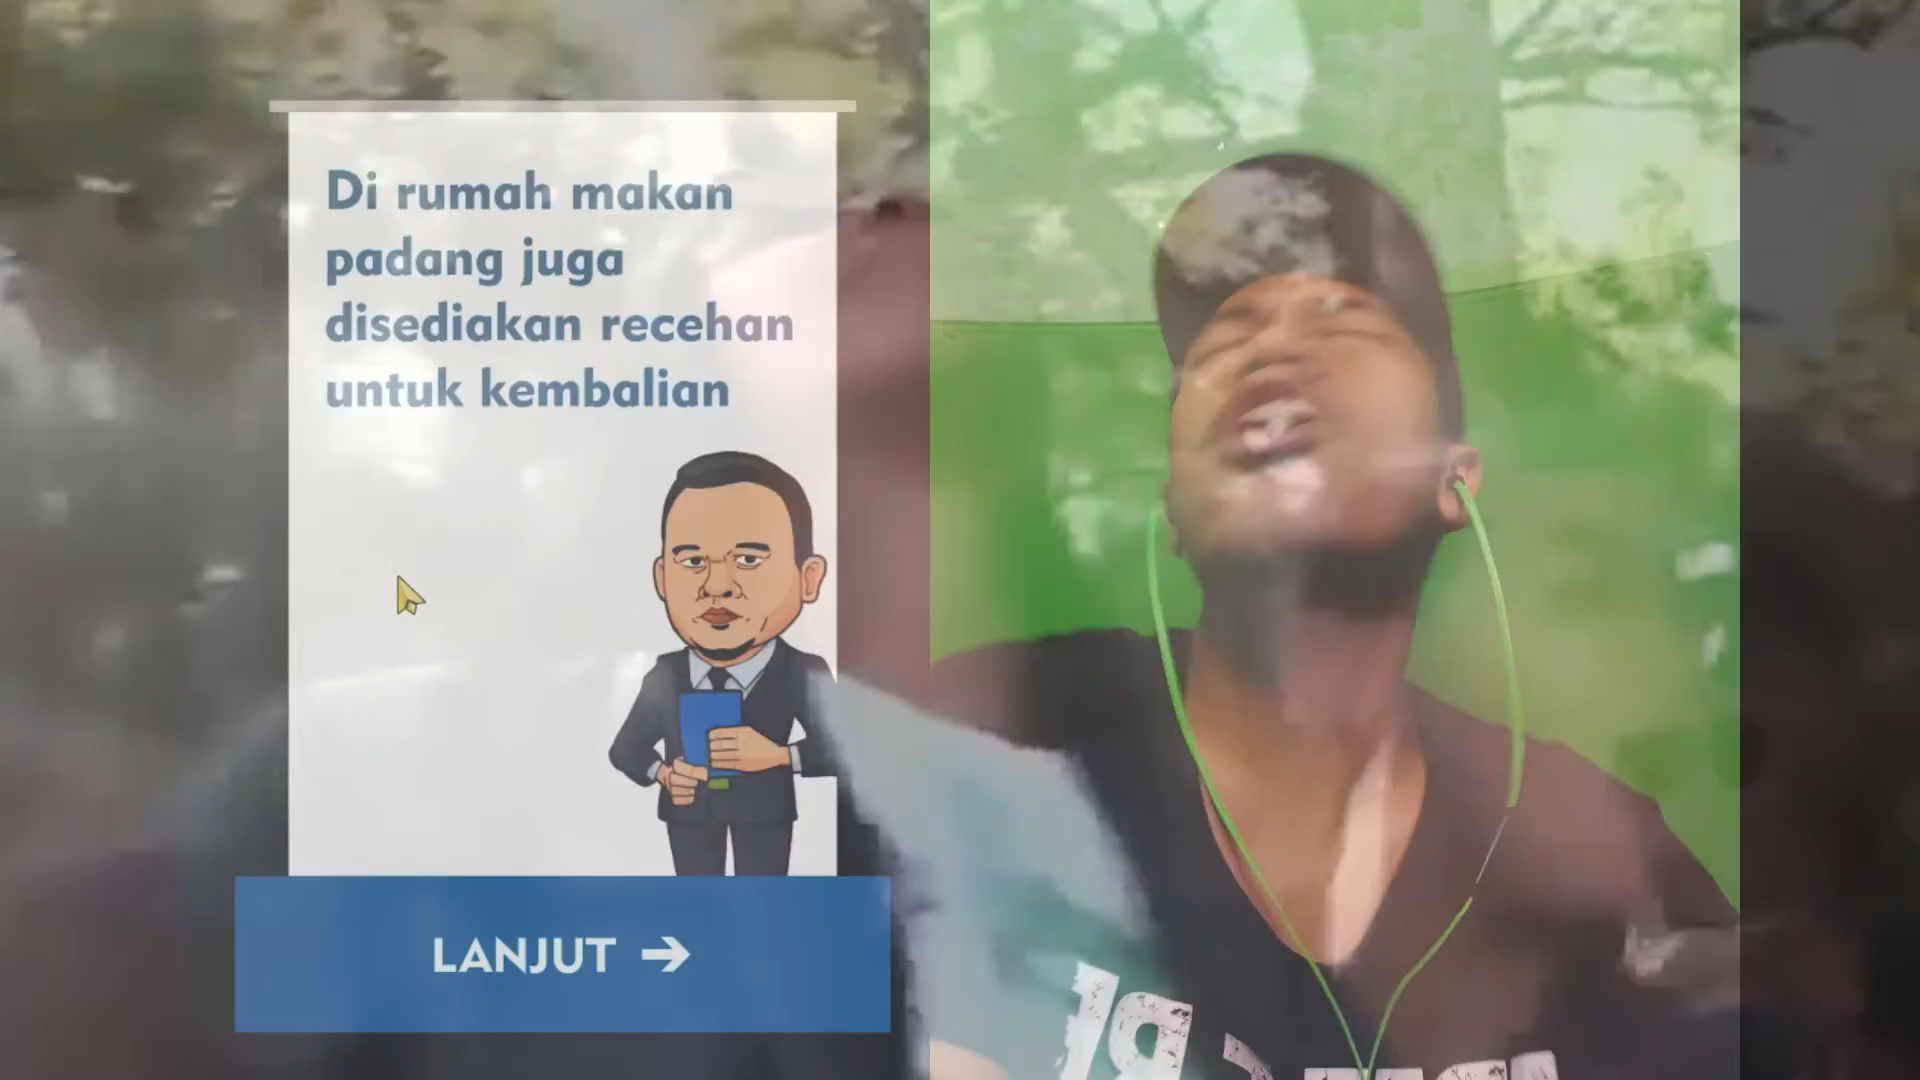 Di rumah makan
padang juga
disediakan recehan
untuk kembalian
LANJUT →